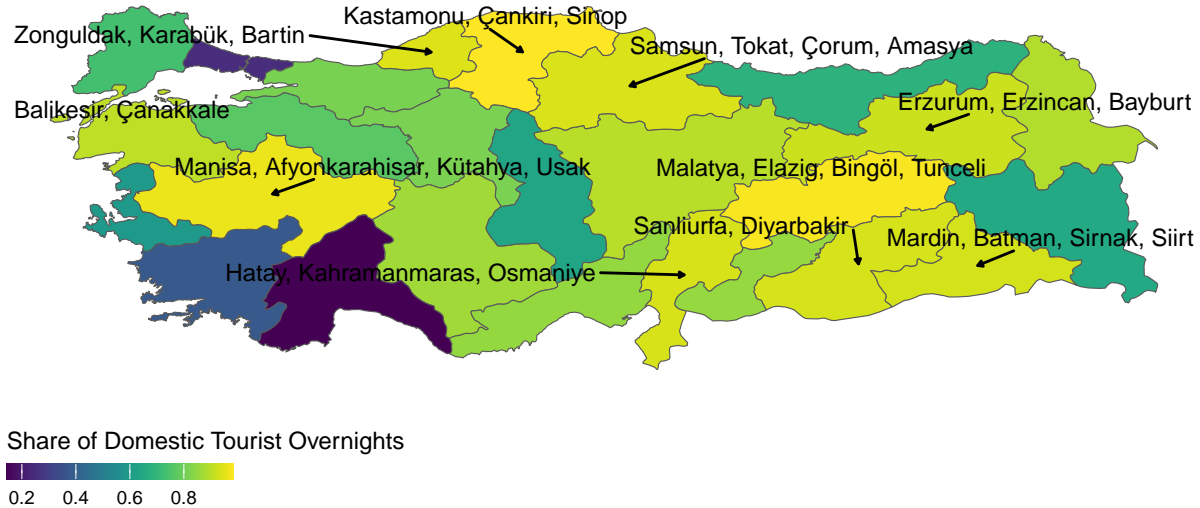 Kastamonu, Çankiri, Sinop
Zonguldak, Karabük, Bartin
Samsun, Tokat, Çorum, Amasya
Balikesir, Çanakkale
Erzurum, Erzincan, Bayburt
Manisa, Afyonkarahisar, Kütahya, Usak
Malatya, Elazig, Bingöl, Tunceli
Sanliurfa, Diyarbakir
Mardin, Batman, Sirnak, Siirt
Hatay, Kahramanmaras, Osmaniye
Share of Domestic Tourist Overnights
0.2 0.4 0.6 0.8